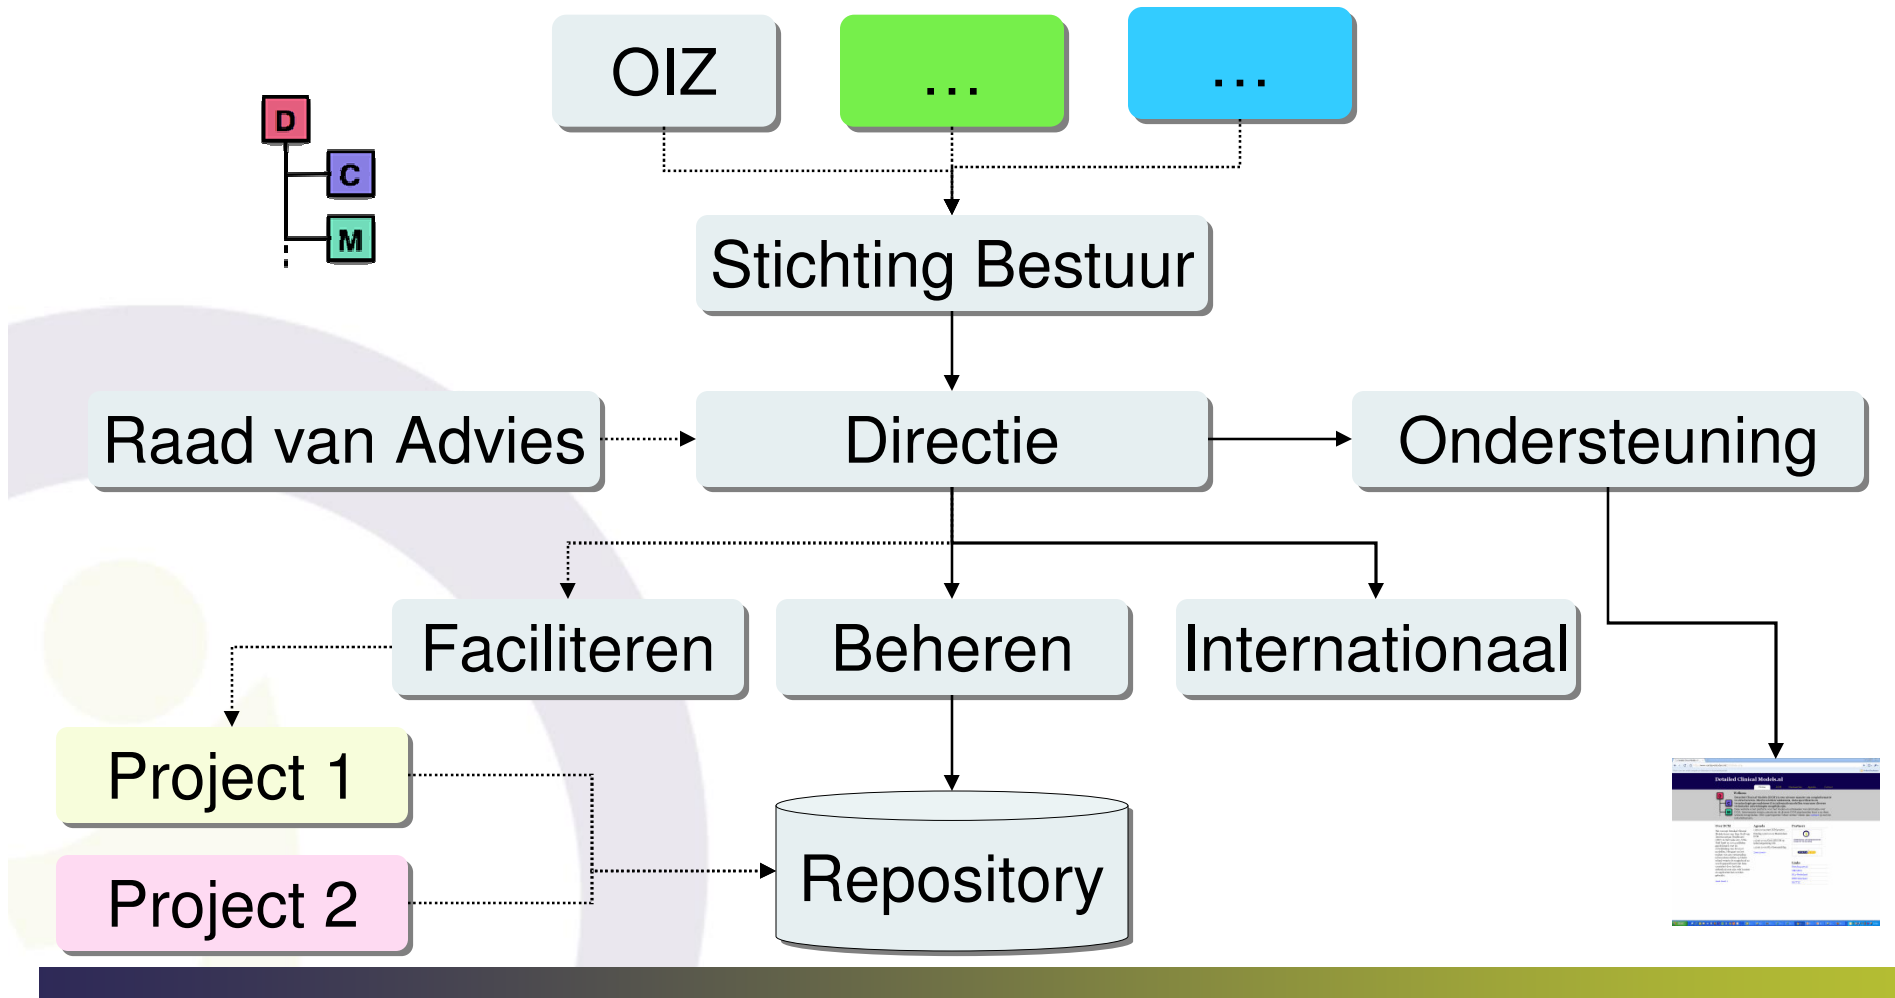 OIZ
...
...
D
C
M
Stichting Bestuur
Raad van Advies
Directie
Ondersteuning
Faciliteren
Beheren
Internationaal
Project 1
Project 2
Repository
Detailed Clinical Models.nl